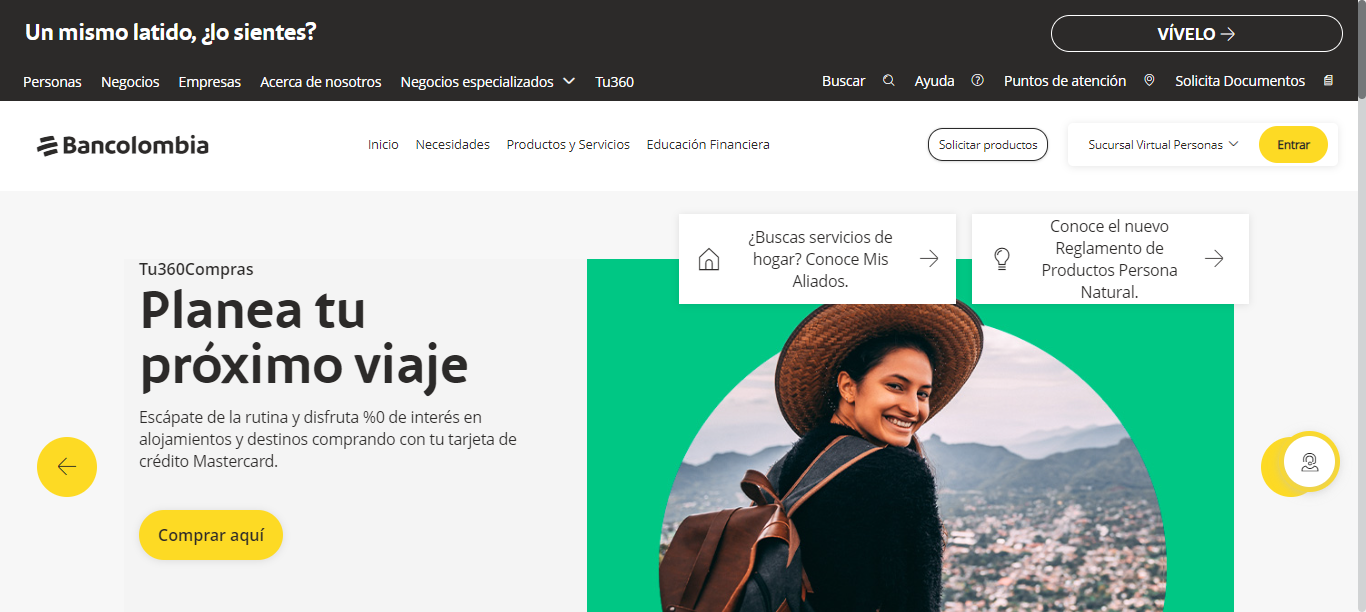 Un mismo latido, ¿lo sientes?
VÍVELO
Personas Negocios Empresas Acerca de nosotros Negocios especializados Tu360
Buscar Ayuda Puntos de atención Solicita Documentos
Bancolombia
Inicio Necesidades Productos y Servicios Educación Financiera
Solicitar productos
Sucursal Virtual Personas
Entrar
¿Buscas servicios de
hogar? Conoce Mis
Aliados.
Conoce el nuevo
Reglamento de
Productos Persona
Natural.
Tu360Compras
Planea tu
próximo viaje
Escápate de la rutina y disfruta %0 de interés en
alojamientos y destinos comprando con tu tarjeta de
crédito Mastercard.
Comprar aquí